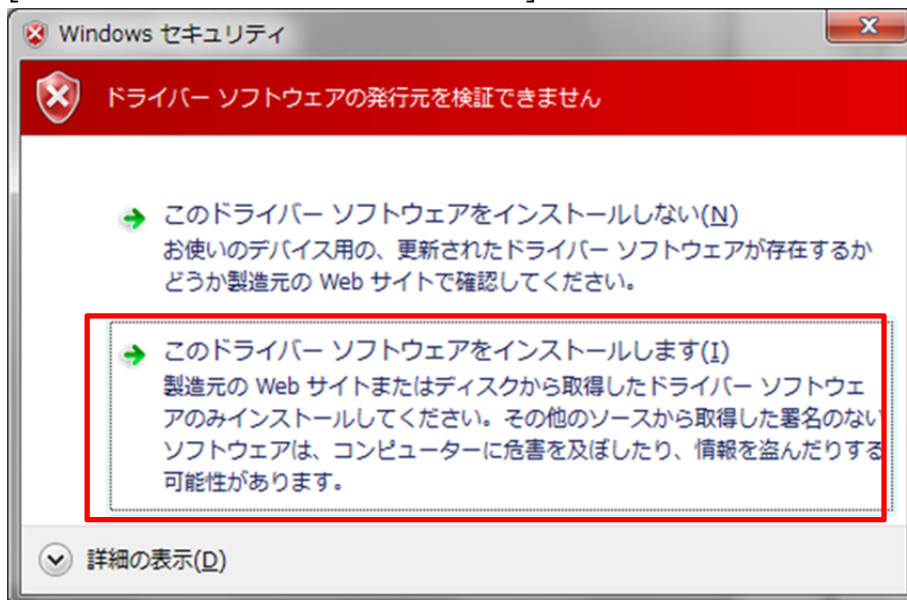 Windows セキュリティ
ドライバー ソフトウェアの発行元を検証できません
このドライバー ソフトウェアをインストールしない(N)
お使いのデバイス用の、更新されたドライバー ソフトウェアが存在するか
どうか製造元の Web サイトで確認してください。
このドライバー ソフトウェアをインストールします(I)
製造元の Web サイトまたはディスクから取得したドライバー ソフトウェ
アのみインストールしてください。その他のソースから取得した署名のない
ソフトウェアは、コンピューターに危害を及ぼしたり、情報を盗んだりする
可能性があります。
詳細の表示(D)